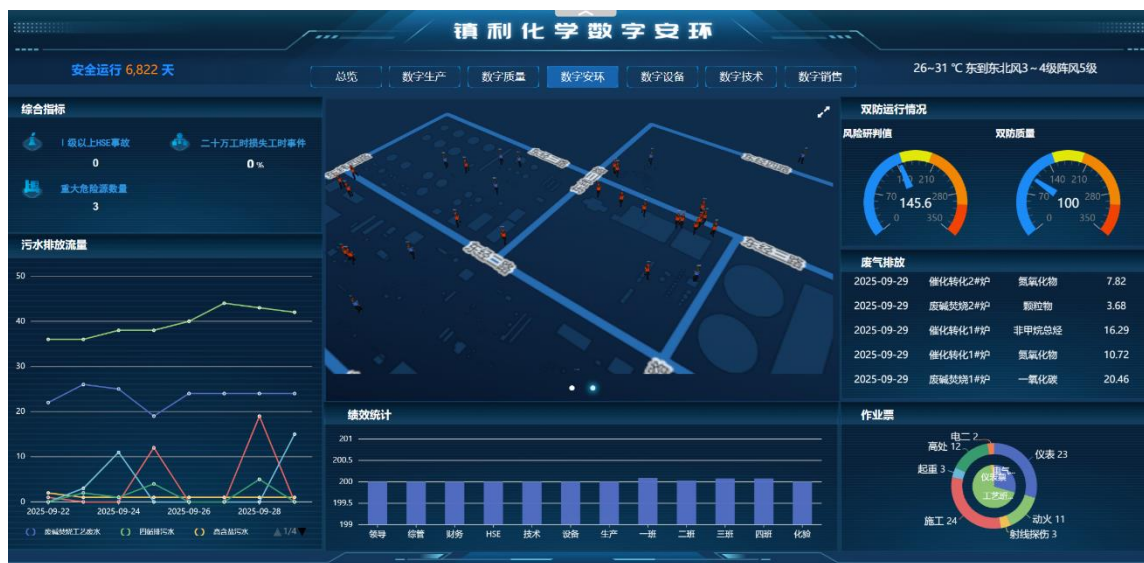 镇利化学数字安环
安全运行 6,822 天
总览 数字生产 数字质量 数字安环 数字设备 数字技术 数字销售
26~31 ℃ 东到东北风3~4级阵风5级
综合指标
I 级以上HSE事故
0
二十万工时损失工时事件
0 %
重大危险源数量
3
污水排放流量
50
40
30
20
10
0
2025-09-22 2025-09-24 2025-09-26 2025-09-28
废碱焚烧工艺废水 四循排污水 高含盐污水 1/4
绩效统计
201
200.5
200
199.5
199
领导 综管 财务 HSE 技术 设备 生产 一班 二班 三班 四班 化验
双防运行情况
风险研判值 双防质量
0 70 140 210 280 350
145.6
0 70 140 210 280 350
100
废气排放
2025-09-29 催化转化2#炉 氮氧化物 7.82
2025-09-29 废碱焚烧2#炉 颗粒物 3.68
2025-09-29 催化转化1#炉 非甲烷总烃 16.29
2025-09-29 催化转化1#炉 氮氧化物 10.72
2025-09-29 废碱焚烧1#炉 一氧化碳 20.46
作业票
电二 2
高处 12
仪表 23
起重 3
电气
仪表票
工艺班...
施工 24
动火 11
射线探伤 3